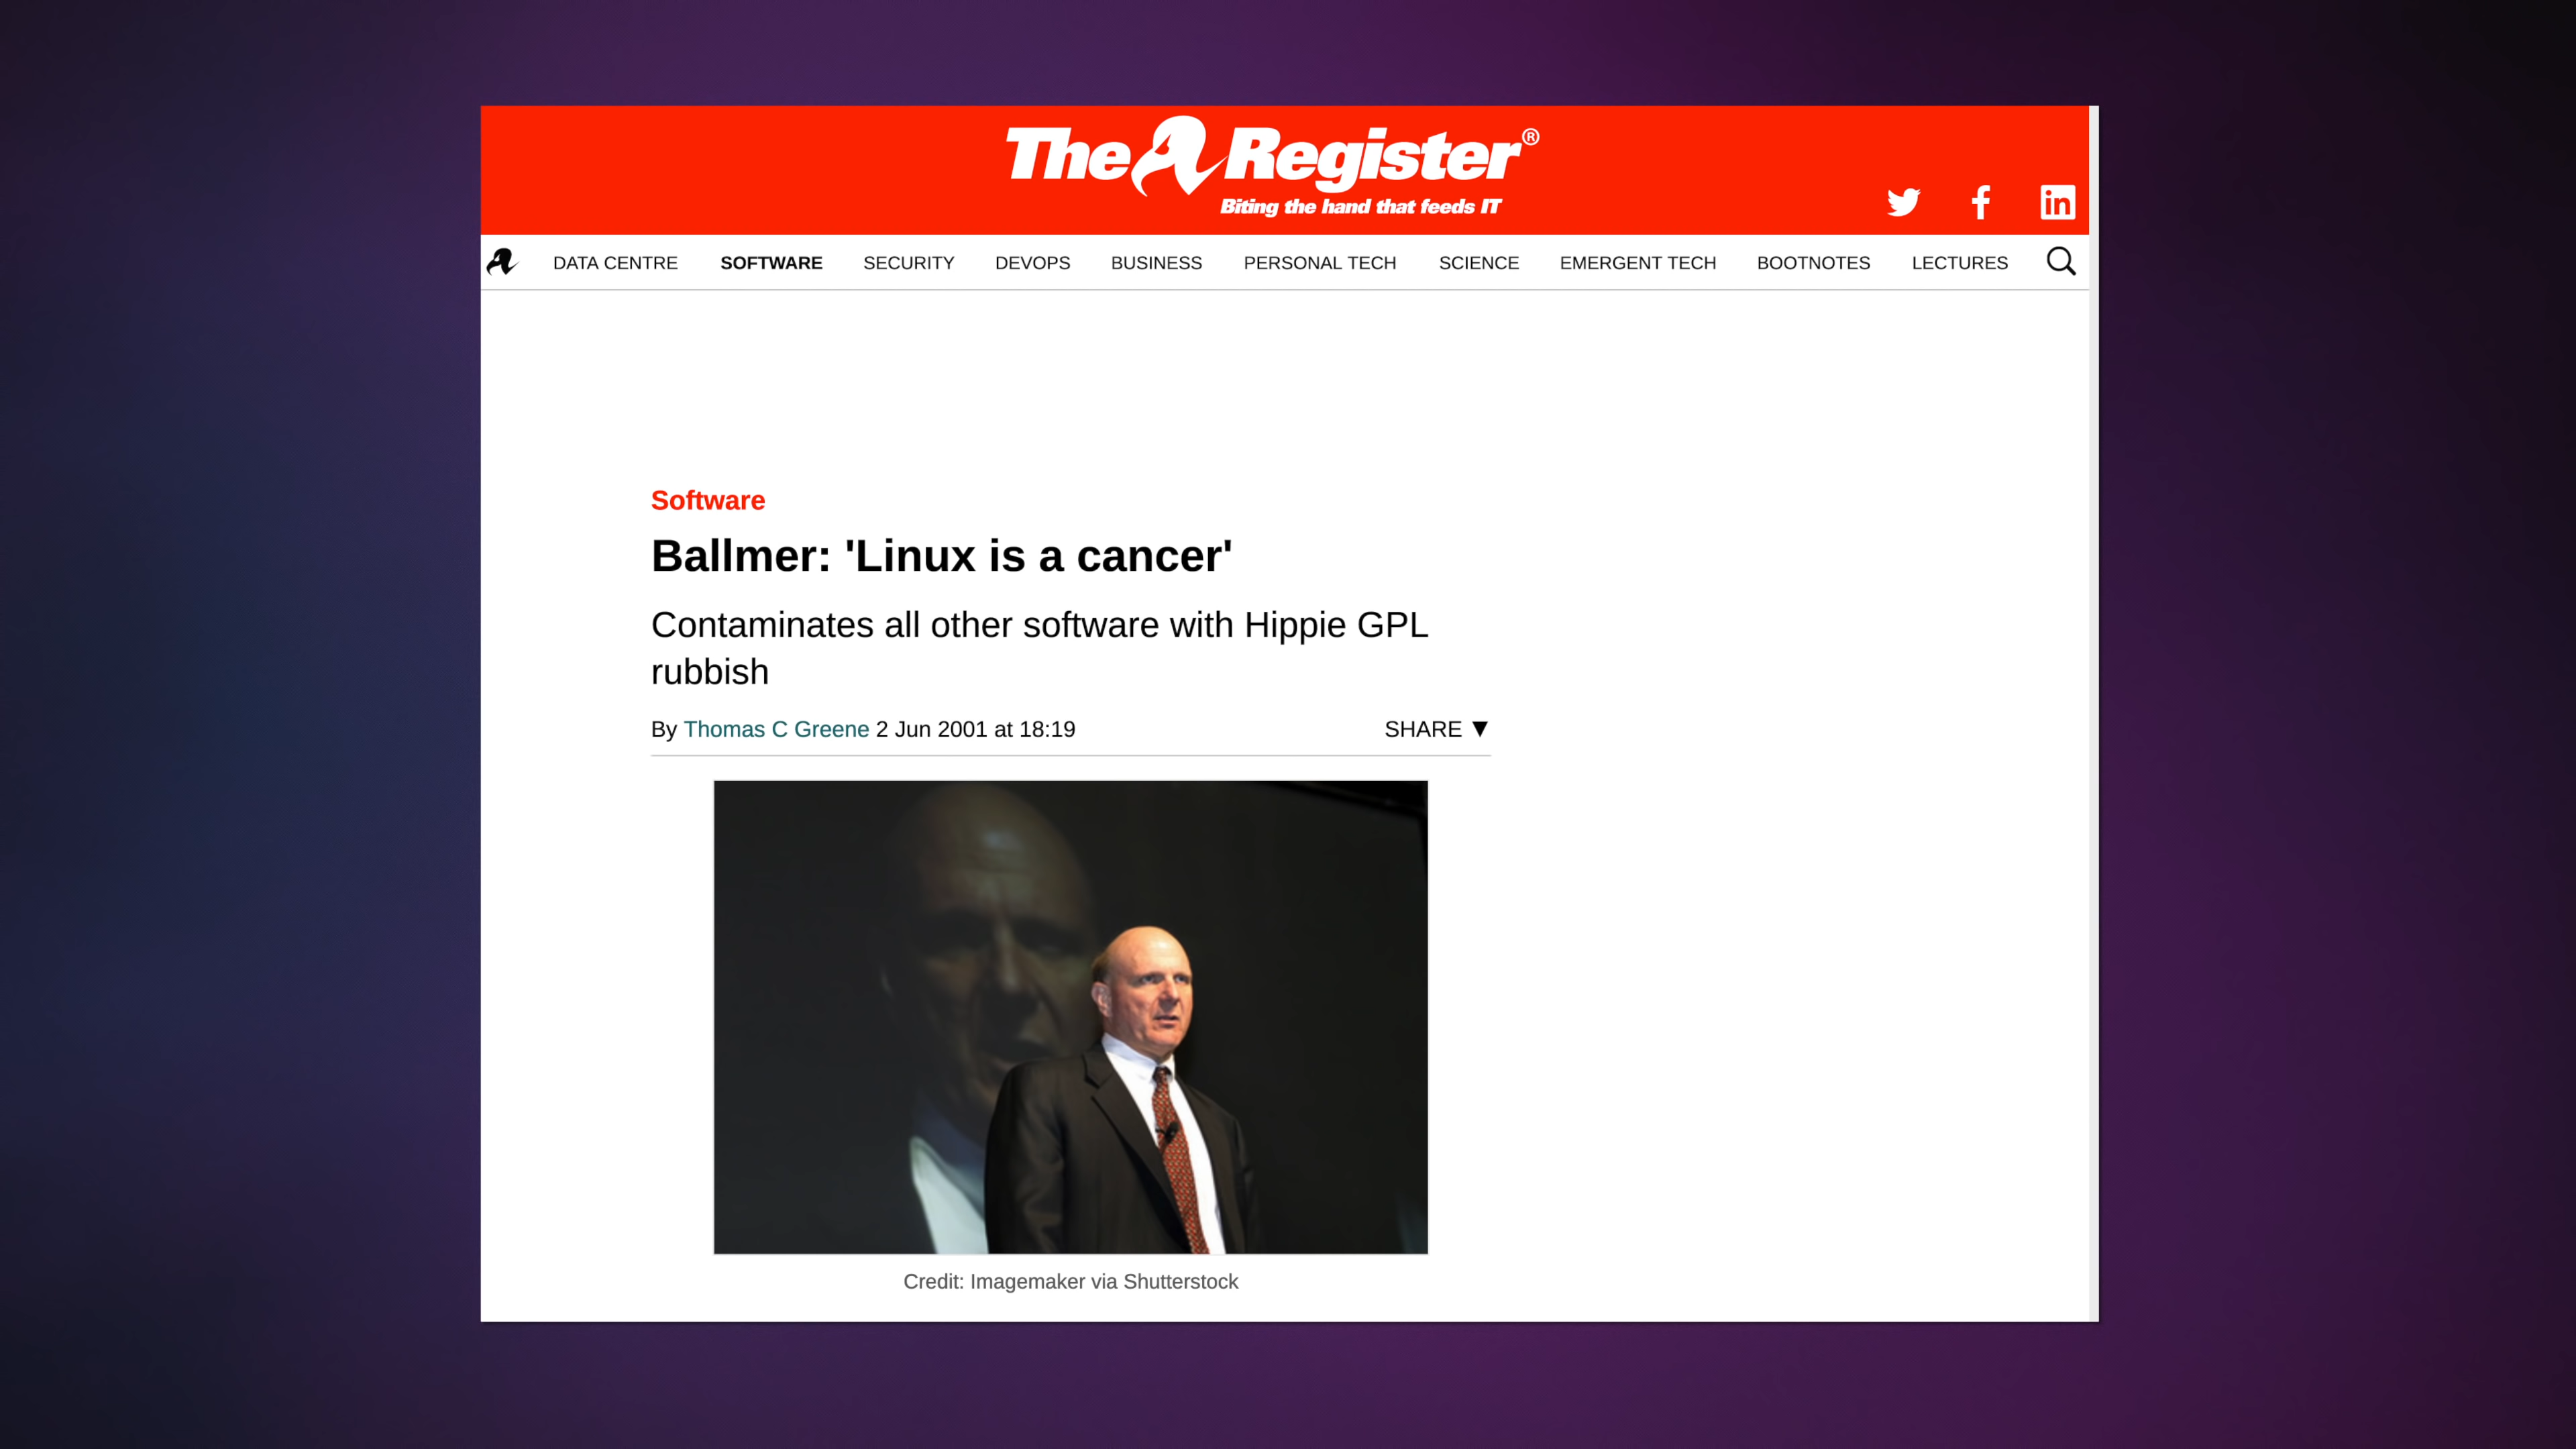 The Register®
Biting the hand that feeds IT
DATA CENTRE SOFTWARE SECURITY DEVOPS BUSINESS PERSONAL TECH SCIENCE EMERGENT TECH BOOTNOTES LECTURES
Software
Ballmer: 'Linux is a cancer'
Contaminates all other software with Hippie GPL
rubbish
By Thomas C Greene 2 Jun 2001 at 18:19 SHARE ▼
Credit: Imagemaker via Shutterstock